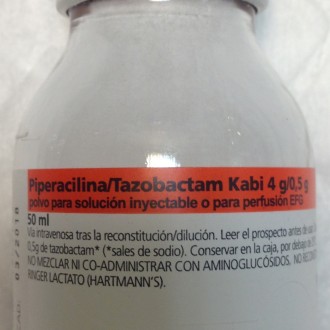 Piperacilina/Tazobactam Kabi 4 g/0,5 g
polvo para solución inyectable o para perfusión EFG
50 ml
Vía intravenosa tras la reconstitución/dilución. Leer el prospecto antes de
0,5g de tazobactam* (*sales de sodio). Conservar en la caja, por debajo de
NO MEZCLAR NI CO-ADMINISTRAR CON AMINOGLUCÓSIDOS. NO
RINGER LACTATO (HARTMANN'S).
03/2016